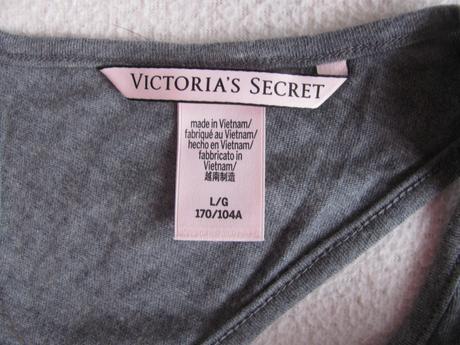 VICTORIA'S SECRET
made in Vietnam/
fabriqué au Vietnam/
hecho en Vietnam/
fabbricato in
Vietnam/
越南制造
L/G
170/104A